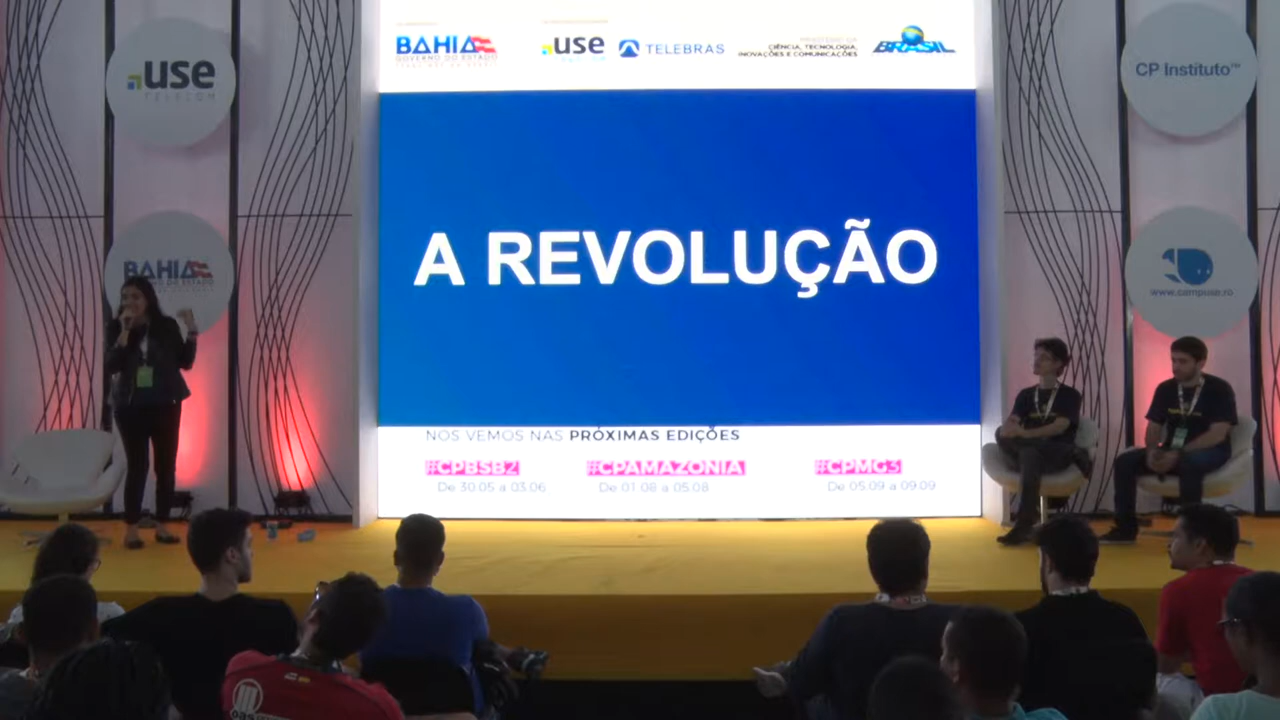 BAHIA
GOVERNO DO ESTADO
use
TELEBRAS
CIÊNCIA, TECNOLOGIA,
INOVAÇÕES E COMUNICAÇÕES
BRASIL
use
TELECOM
CP Instituto™
BAHIA
www.campuse.ro
A REVOLUÇÃO
NOS VEMOS NAS PRÓXIMAS EDIÇÕES
#CPBSB2
De 30.05 a 03.06
#CPAMAZONIA
De 01.08 a 05.08
#CPMG3
De 05.09 a 09.09